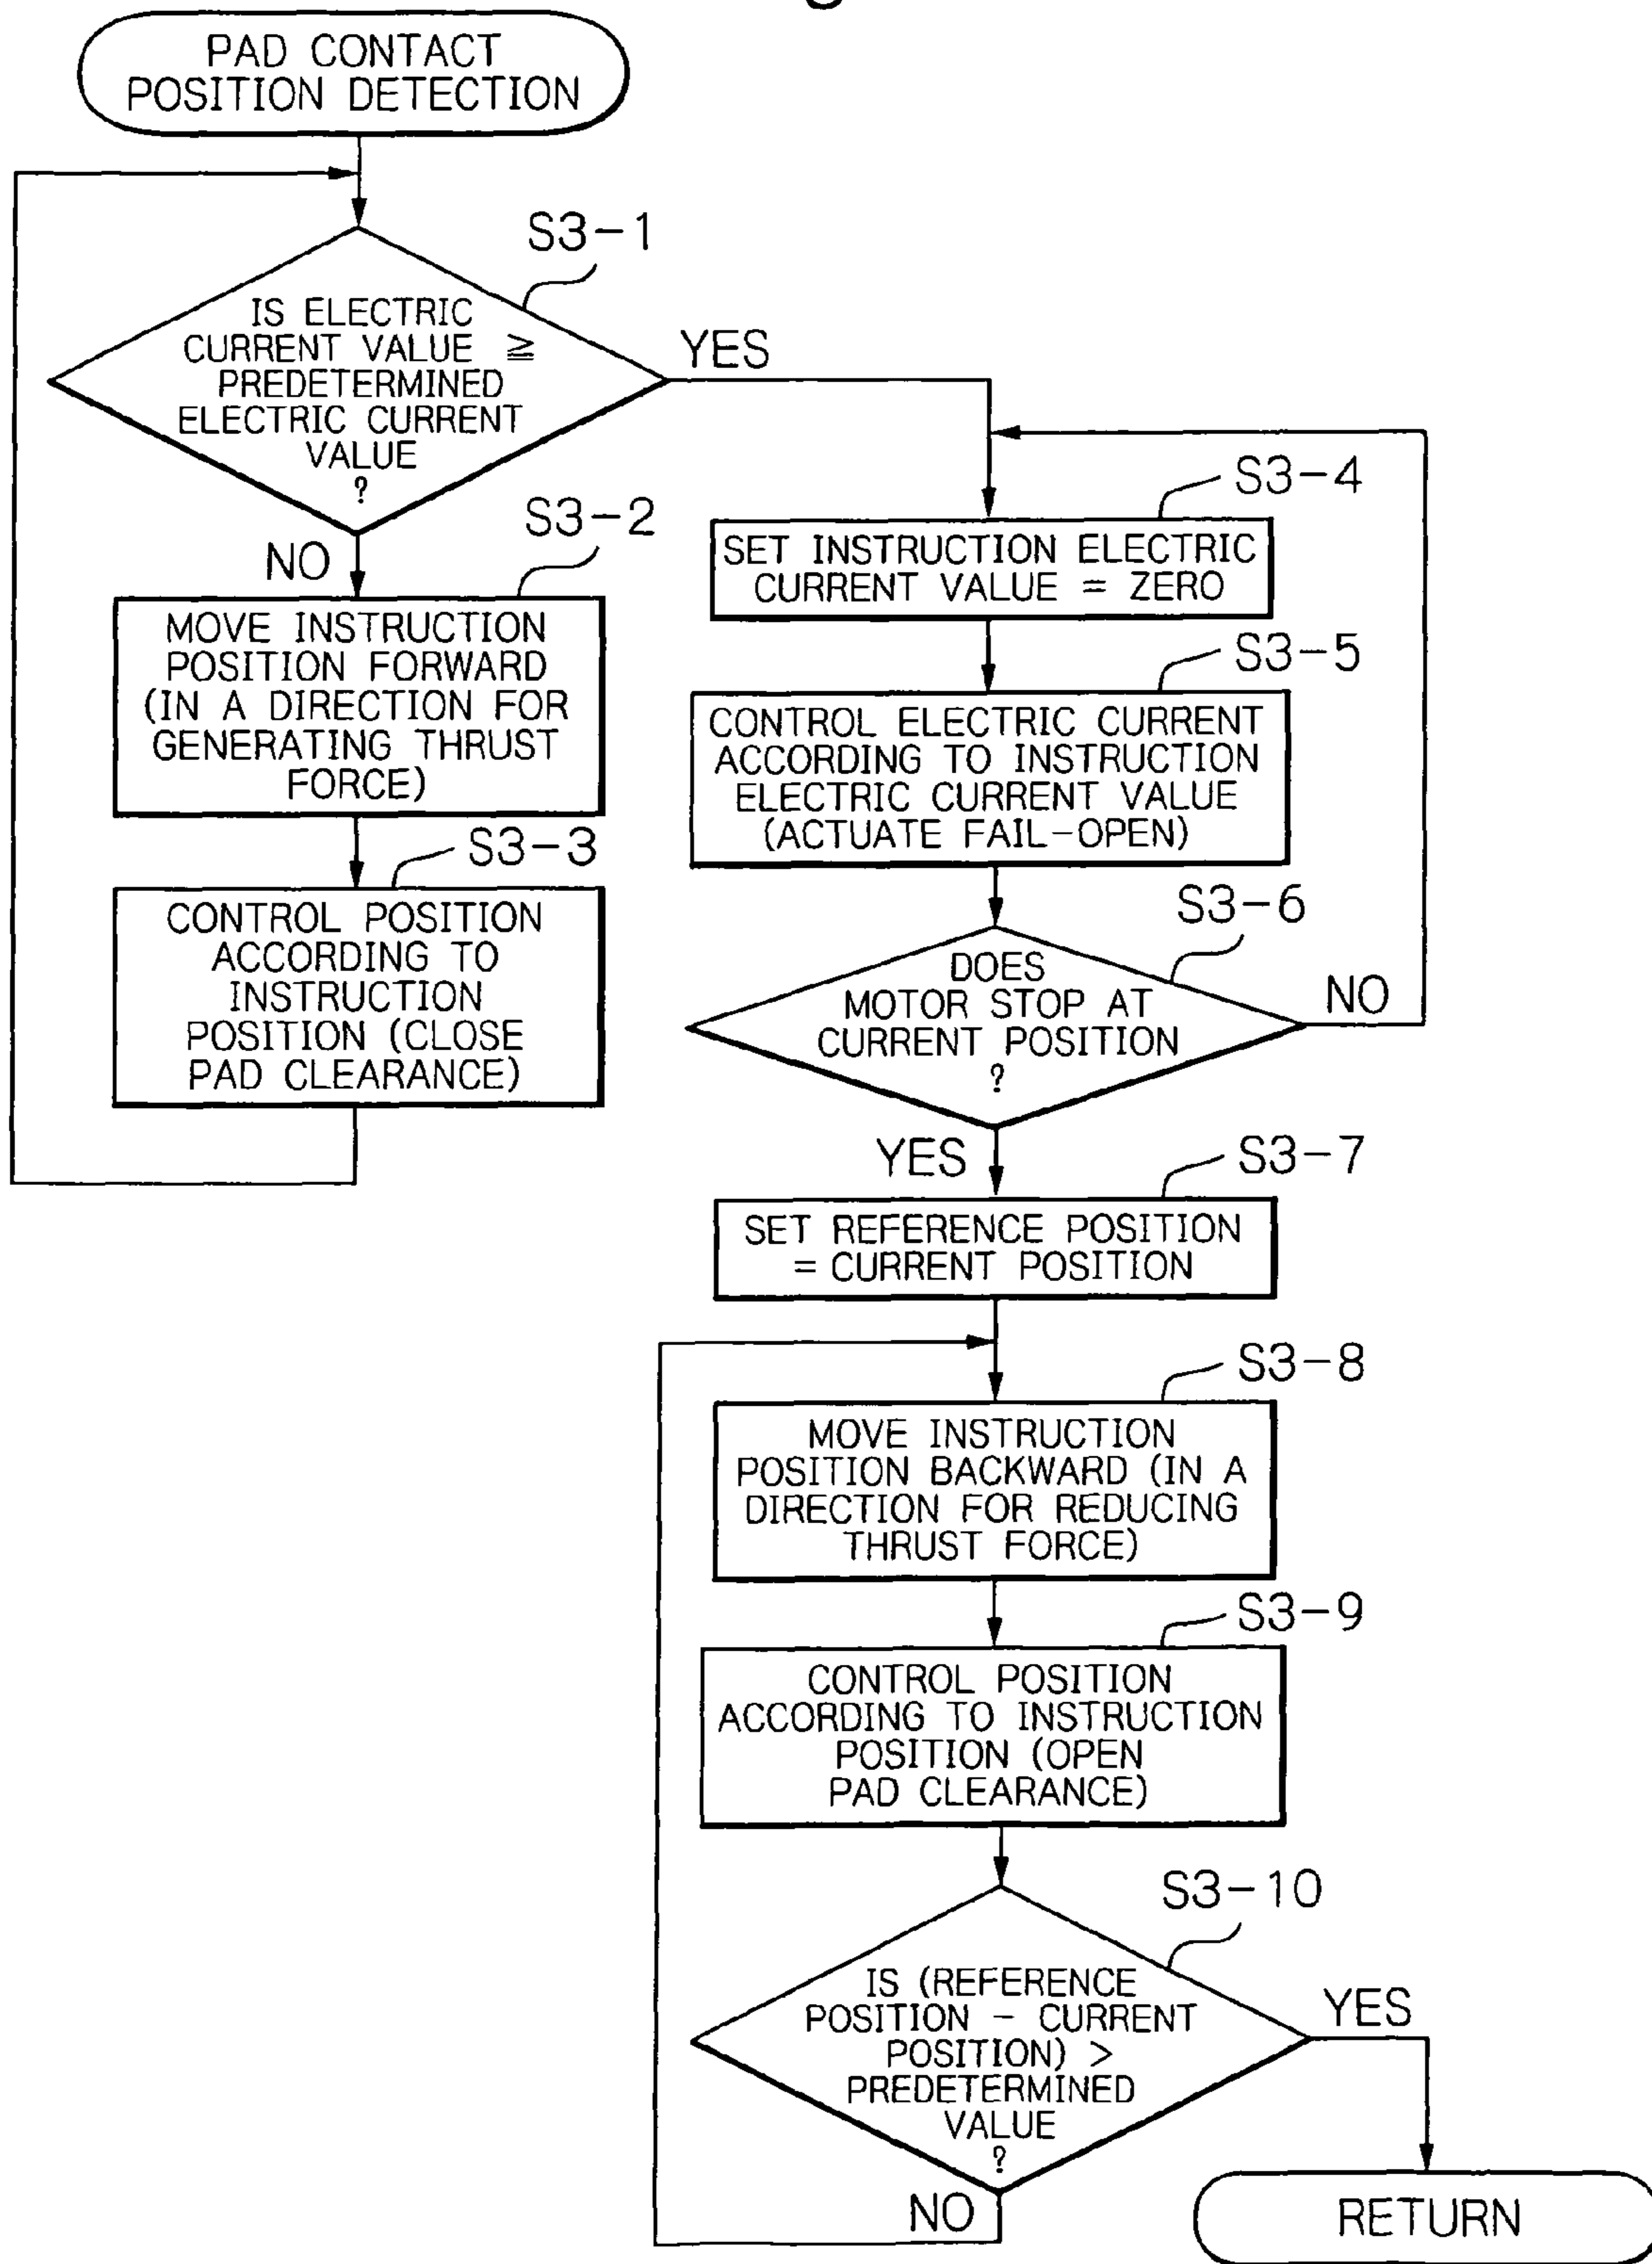 PAD CONTACT
POSITION DETECTION
S3-1
IS ELECTRIC
CURRENT VALUE ≧
PREDETERMINED
ELECTRIC CURRENT
VALUE
?
YES
NO
S3-2
MOVE INSTRUCTION
POSITION FORWARD
(IN A DIRECTION FOR
GENERATING THRUST
FORCE)
S3-3
CONTROL POSITION
ACCORDING TO
INSTRUCTION
POSITION (CLOSE
PAD CLEARANCE)
S3-4
SET INSTRUCTION ELECTRIC
CURRENT VALUE = ZERO
S3-5
CONTROL ELECTRIC CURRENT
ACCORDING TO INSTRUCTION
ELECTRIC CURRENT VALUE
(ACTUATE FAIL-OPEN)
S3-6
DOES
MOTOR STOP AT
CURRENT POSITION
?
NO
YES
S3-7
SET REFERENCE POSITION
= CURRENT POSITION
S3-8
MOVE INSTRUCTION
POSITION BACKWARD (IN A
DIRECTION FOR REDUCING
THRUST FORCE)
S3-9
CONTROL POSITION
ACCORDING TO INSTRUCTION
POSITION (OPEN
PAD CLEARANCE)
S3-10
IS (REFERENCE
POSITION - CURRENT
POSITION) >
PREDETERMINED
VALUE
?
YES
NO
RETURN